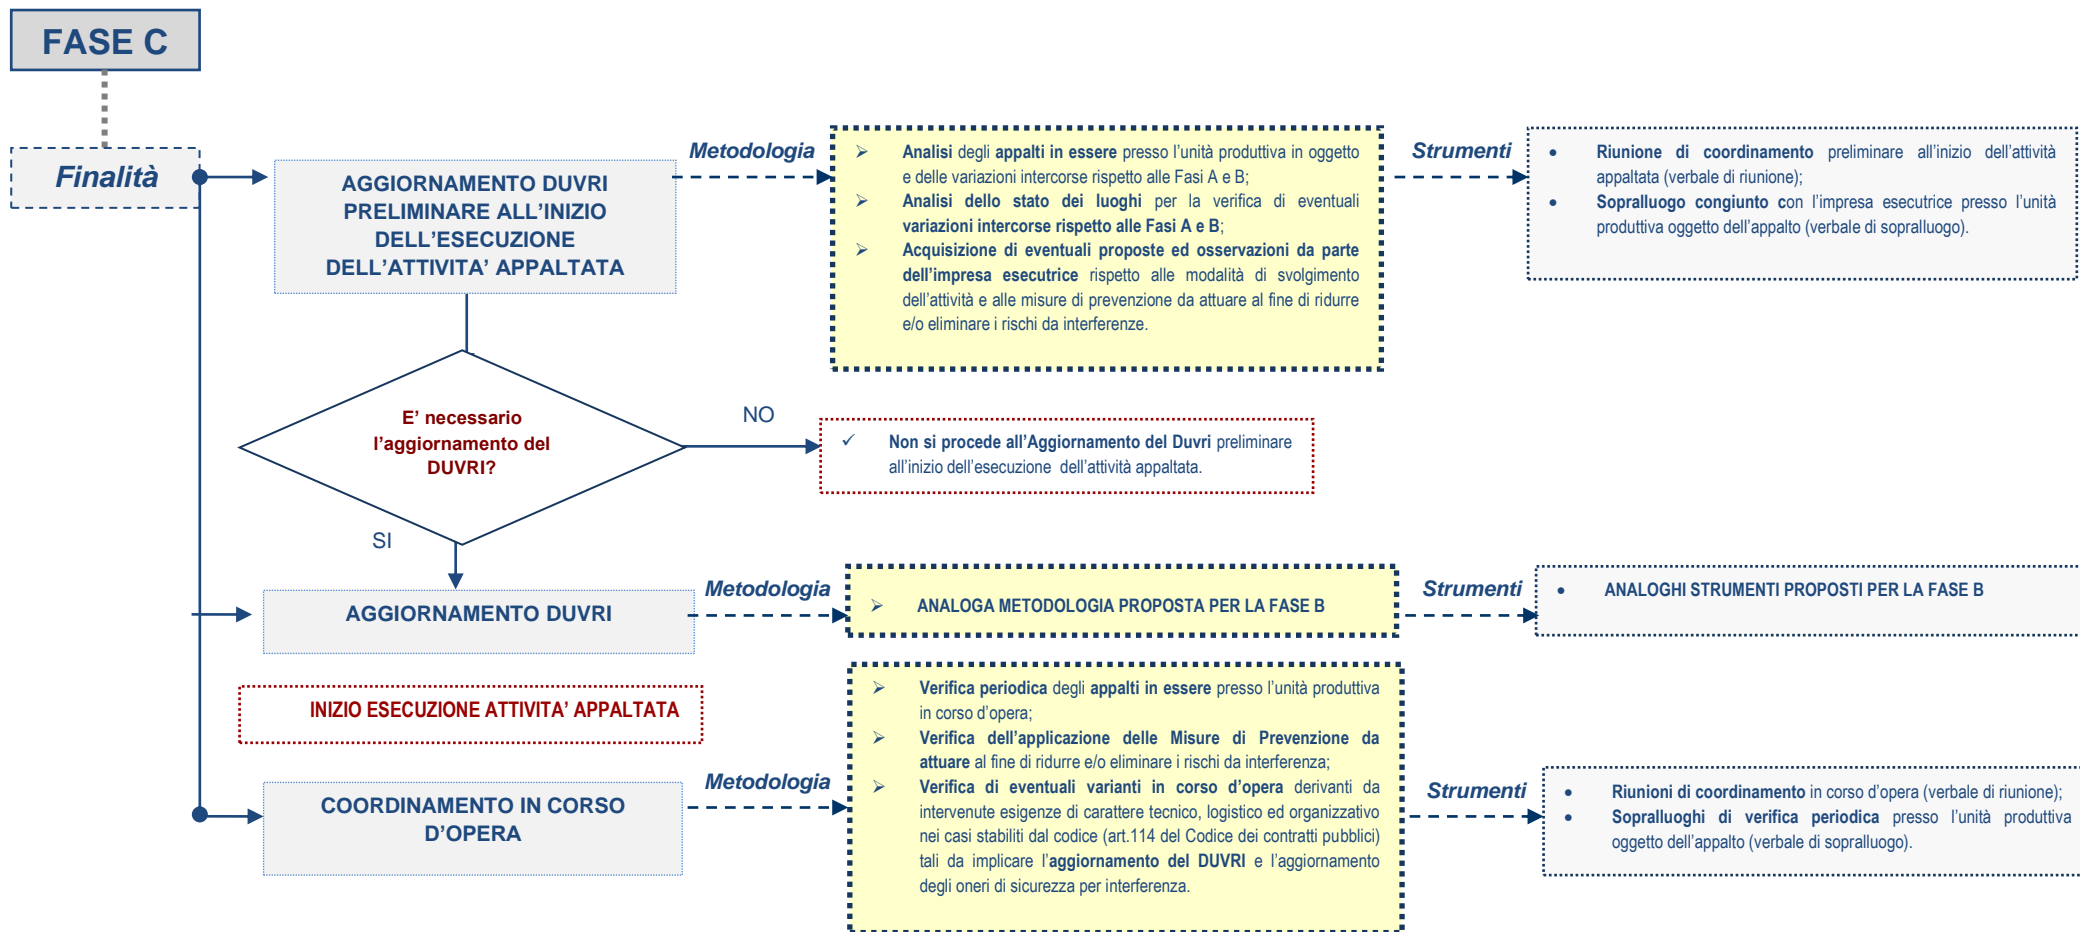 FASE C
Finalità
AGGIORNAMENTO DUVRI
PRELIMINARE ALL’INIZIO
DELL’ESECUZIONE
DELL’ATTIVITA’ APPALTATA
Metodologia
➢ Analisi degli appalti in essere presso l’unità produttiva in oggetto
e delle variazioni intercorse rispetto alle Fasi A e B;
➢ Analisi dello stato dei luoghi per la verifica di eventuali
variazioni intercorse rispetto alle Fasi A e B;
➢ Acquisizione di eventuali proposte ed osservazioni da parte
dell’impresa esecutrice rispetto alle modalità di svolgimento
dell’attività e alle misure di prevenzione da attuare al fine di ridurre
e/o eliminare i rischi da interferenze.
Strumenti
• Riunione di coordinamento preliminare all’inizio dell’attività
appaltata (verbale di riunione);
• Sopralluogo congiunto con l’impresa esecutrice presso l’unità
produttiva oggetto dell’appalto (verbale di sopralluogo).
E’ necessario
l’aggiornamento del
DUVRI?
NO
✓ Non si procede all’Aggiornamento del Duvri preliminare
all’inizio dell’esecuzione dell’attività appaltata.
SI
AGGIORNAMENTO DUVRI
Metodologia
➢ ANALOGA METODOLOGIA PROPOSTA PER LA FASE B
Strumenti
• ANALOGHI STRUMENTI PROPOSTI PER LA FASE B
INIZIO ESECUZIONE ATTIVITA’ APPALTATA
COORDINAMENTO IN CORSO
D’OPERA
Metodologia
➢ Verifica periodica degli appalti in essere presso l’unità produttiva
in corso d’opera;
➢ Verifica dell’applicazione delle Misure di Prevenzione da
attuare al fine di ridurre e/o eliminare i rischi da interferenza;
➢ Verifica di eventuali varianti in corso d’opera derivanti da
intervenute esigenze di carattere tecnico, logistico ed organizzativo
nei casi stabiliti dal codice (art.114 del Codice dei contratti pubblici)
tali da implicare l’aggiornamento del DUVRI e l’aggiornamento
degli oneri di sicurezza per interferenza.
Strumenti
• Riunioni di coordinamento in corso d’opera (verbale di riunione);
• Sopralluoghi di verifica periodica presso l’unità produttiva
oggetto dell’appalto (verbale di sopralluogo).